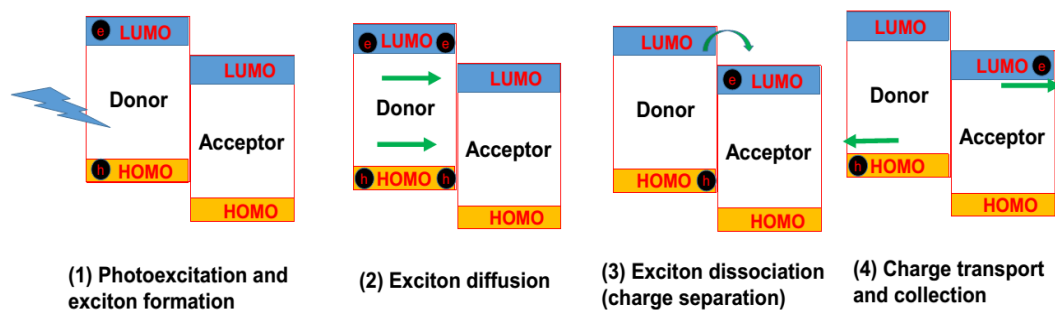 e LUMO
Donor
h HOMO
LUMO
Acceptor
HOMO
(1) Photoexcitation and
exciton formation
e LUMO e
Donor
h HOMO h
LUMO
Acceptor
HOMO
(2) Exciton diffusion
LUMO
Donor
HOMO h
e LUMO
Acceptor
HOMO
(3) Exciton dissociation
(charge separation)
LUMO
Donor
h HOMO
LUMO e
Acceptor
HOMO
(4) Charge transport
and collection